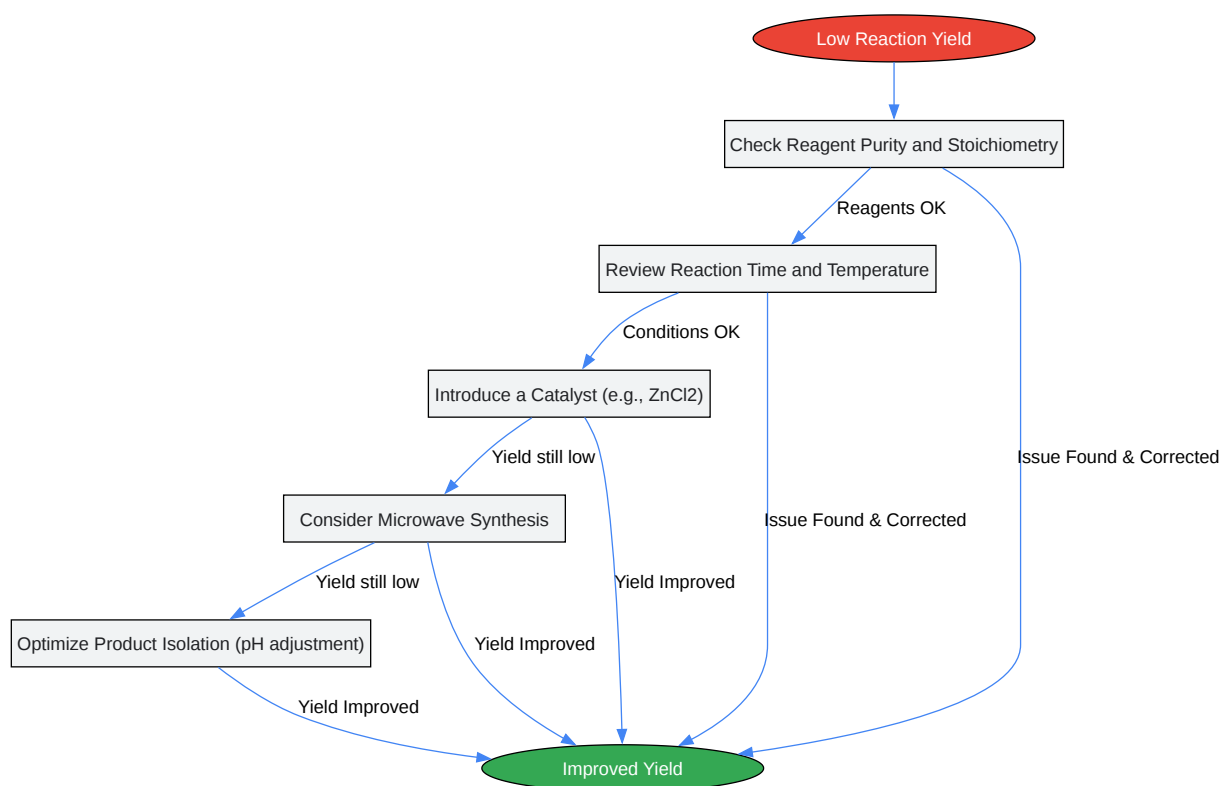 Low Reaction Yield
Check Reagent Purity and Stoichiometry
Reagents OK
Review Reaction Time and Temperature
Conditions OK
Introduce a Catalyst (e.g., ZnCl2)
Yield still low
Issue Found & Corrected
Consider Microwave Synthesis
Issue Found & Corrected
Yield still low
Yield Improved
Optimize Product Isolation (pH adjustment)
Yield Improved
Yield Improved
Improved Yield